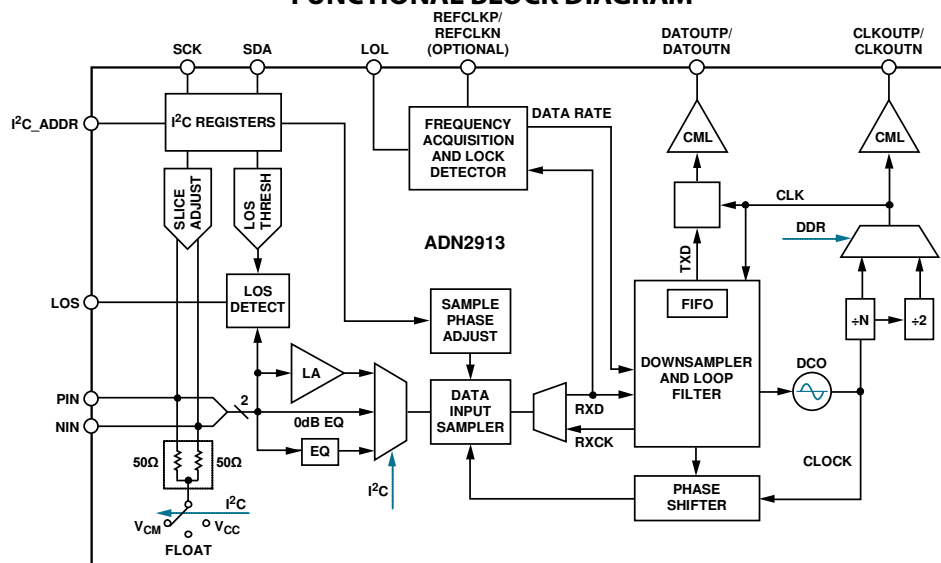 FUNCTIONAL BLOCK DIAGRAM
REFCLKP/
REFCLKN
(OPTIONAL)
SCK
SDA
LOL
DATOUTP/
DATOUTN
CLKOUTP/
CLKOUTN
I²C_ADDR
I²C REGISTERS
FREQUENCY
ACQUISITION
AND LOCK
DETECTOR
DATA RATE
CML
CML
SLICE
ADJUST
LOS
THRESH
CLK
DDR
ADN2913
TXD
LOS
LOS
DETECT
SAMPLE
PHASE
ADJUST
FIFO
÷N
÷2
LA
DOWNSAMPLER
AND LOOP
FILTER
DCO
PIN
NIN
2
0dB EQ
DATA
INPUT
SAMPLER
RXD
RXCK
EQ
50Ω
50Ω
I²C
CLOCK
PHASE
SHIFTER
I²C
VCM
VCC
FLOAT